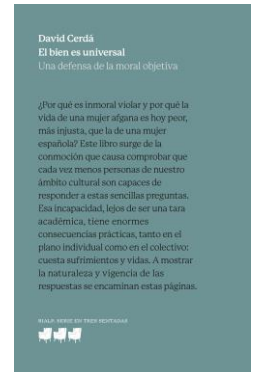 David Cerdà
El bien es universal
Una defensa de la moral objetiva
¿Por qué es inmoral violar y por qué la
vida de una mujer afgana es hoy peor,
más injusta, que la de una mujer
española? Este libro surge de la
conmoción que causa comprobar que
cada vez menos personas de nuestro
ámbito cultural son capaces de
responder a estas sencillas preguntas.
Esa incapacidad, lejos de ser una tara
académica, tiene enormes
consecuencias prácticas, tanto en el
plano individual como en el colectivo:
cuesta sufrimientos y vidas. A mostrar
la naturaleza y vigencia de las
respuestas se encaminan estas páginas.
RIALP: SERIE EN TRES SENTADAS